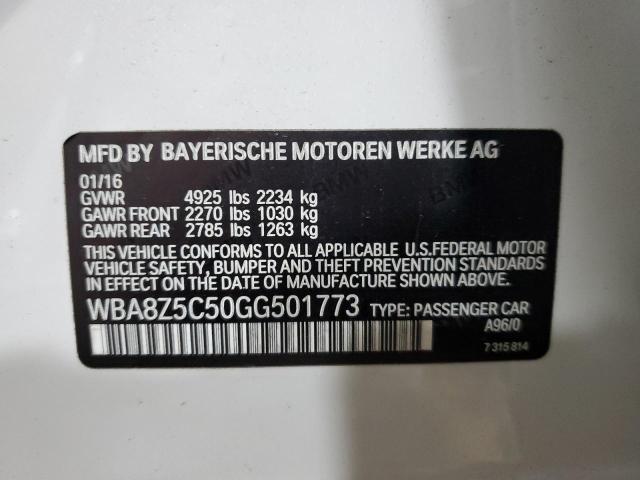 MFD BY BAYERISCHE MOTOREN WERKE AG
01/16
GVWR 4925 lbs 2234 kg
GAWR FRONT 2270 lbs 1030 kg
GAWR REAR 2785 lbs 1263 kg
THIS VEHICLE CONFORMS TO ALL APPLICABLE U.S.FEDERAL MOTOR
VEHICLE SAFETY, BUMPER AND THEFT PREVENTION STANDARDS
IN EFFECT ON THE DATE OF MANUFACTURE SHOWN ABOVE.
WBA8Z5C50GG501773 TYPE: PASSENGER CAR
A96/0
7 315 814